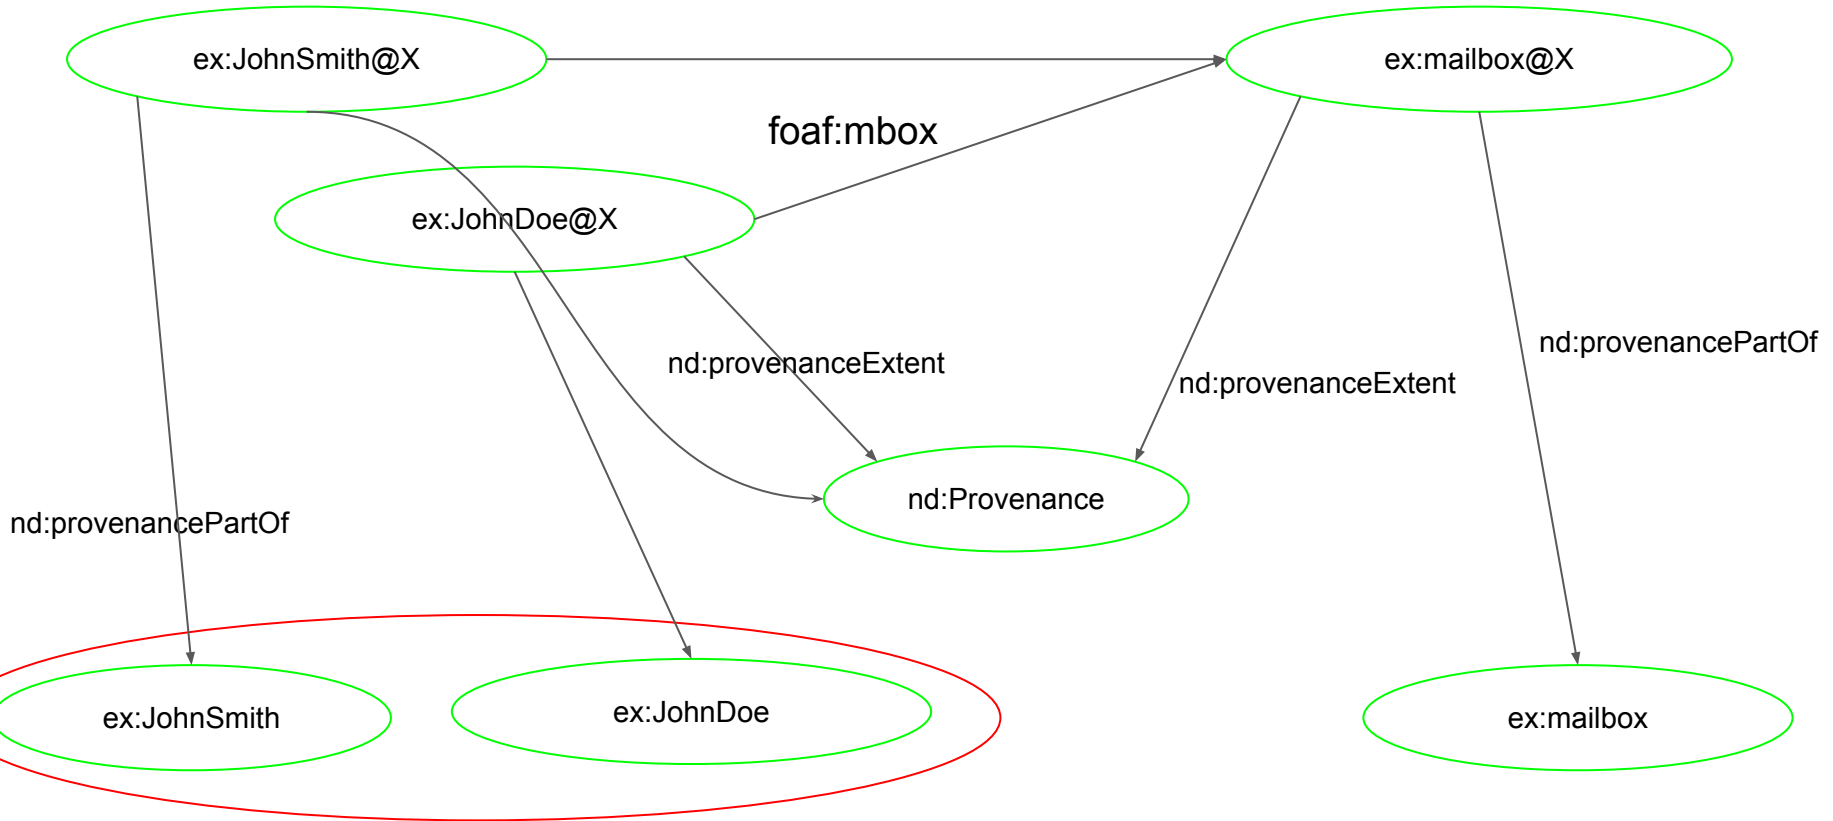 ex:JohnSmith@X
ex:mailbox@X
foaf:mbox
ex:JohnDoe@X
nd:provenancePartOf
nd:provenanceExtent
nd:provenanceExtent
nd:Provenance
nd:provenancePartOf
ex:JohnSmith
ex:JohnDoe
ex:mailbox